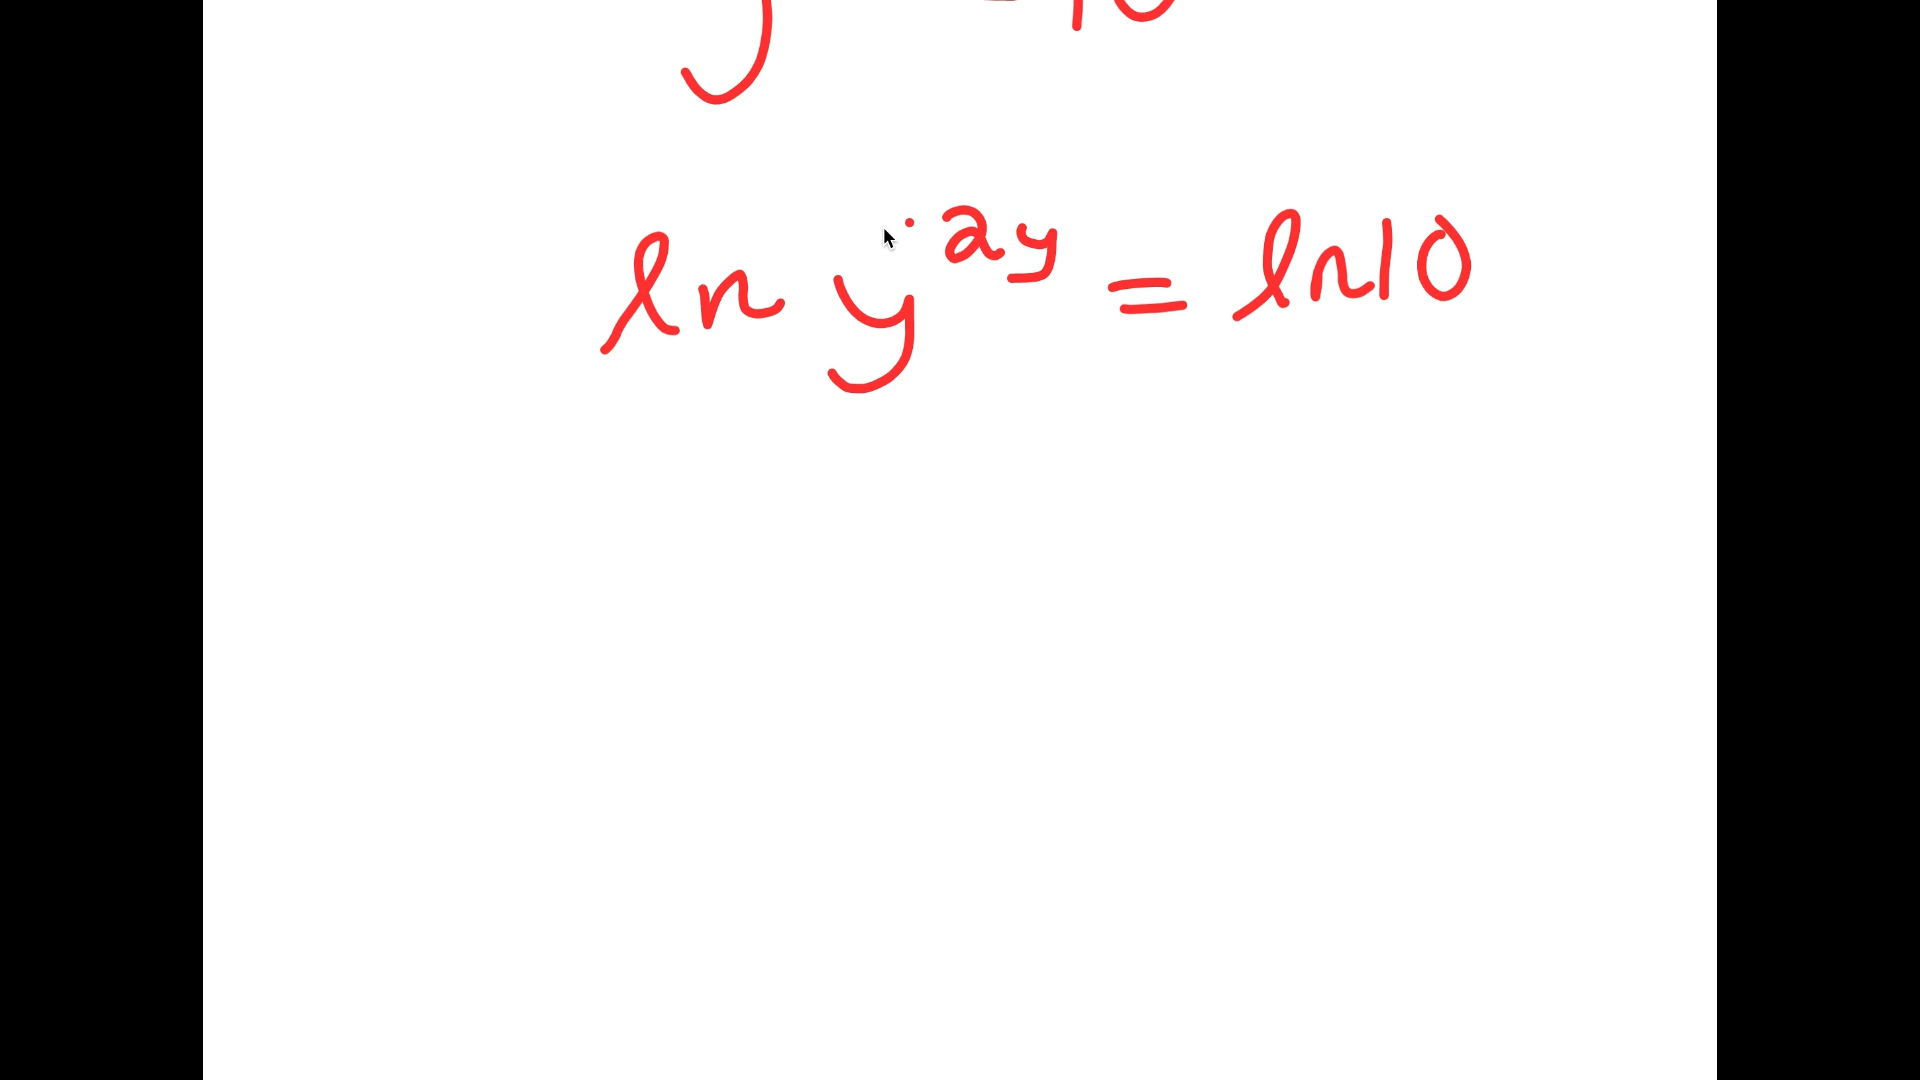 ln y^2y = ln10